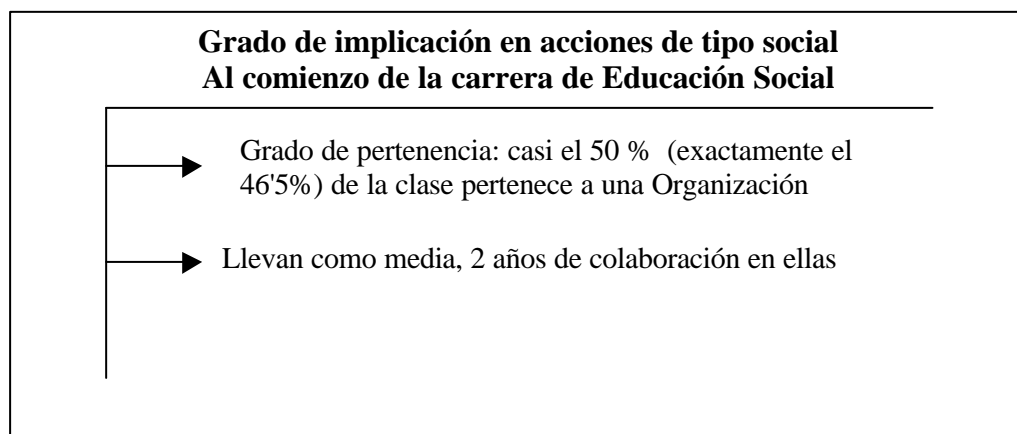 Grado de implicación en acciones de tipo social
Al comienzo de la carrera de Educación Social
Grado de pertenencia: casi el 50 % (exactamente el
46'5%) de la clase pertenece a una Organización
Llevan como media, 2 años de colaboración en ellas